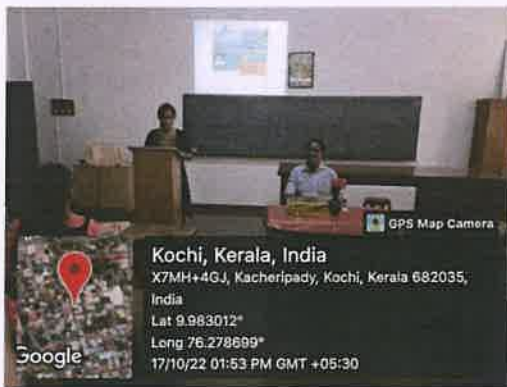 GPS Map Camera
Kochi, Kerala, India
X7MH+4GJ, Kacheripady, Kochi, Kerala 682035,
India
Lat 9.983012°
Long 76.278699°
17/10/22 01:53 PM GMT +05:30
Google